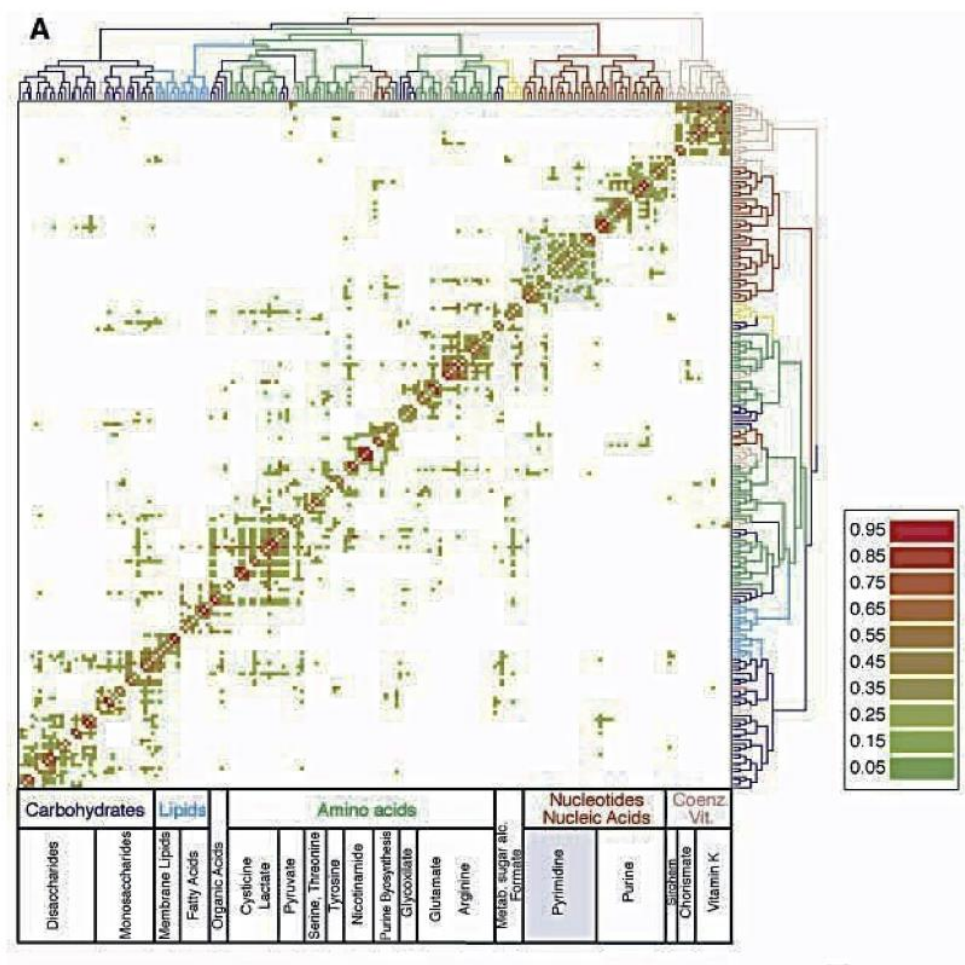 A
0.95
0.85
0.75
0.65
0.55
0.45
0.35
0.25
0.15
0.05
Carbohydrates
Lipids
Amino acids
Nucleotides
Nucleic Acids
Coenz.
Vit.
Disaccharides
Monosaccharides
Membrane Lipids
Fatty Acids
Organic Acids
Cysticine
Lactate
Pyruvate
Serine, Threonine
Tyrosine
Nicotinamide
Purine Byosynthesis
Glycoxilate
Glutamate
Arginine
Metab. sugar alc.
Formate
Pyrimidine
Purine
Chorismate
Vitamin K